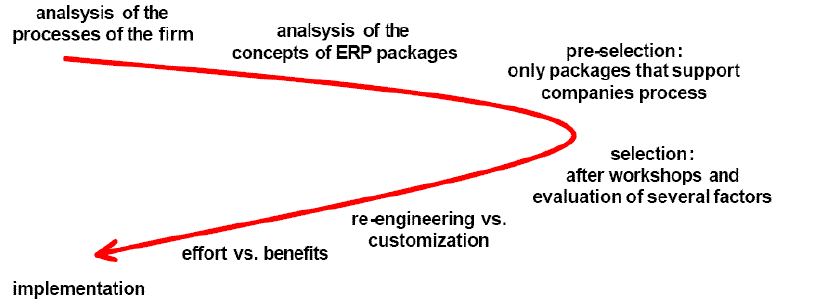 analsysis of the
processes of the firm
analsysis of the
concepts of ERP packages
pre-selection:
only packages that support
companies process
selection:
after workshops and
evaluation of several factors
re-engineering vs.
customization
effort vs. benefits
implementation